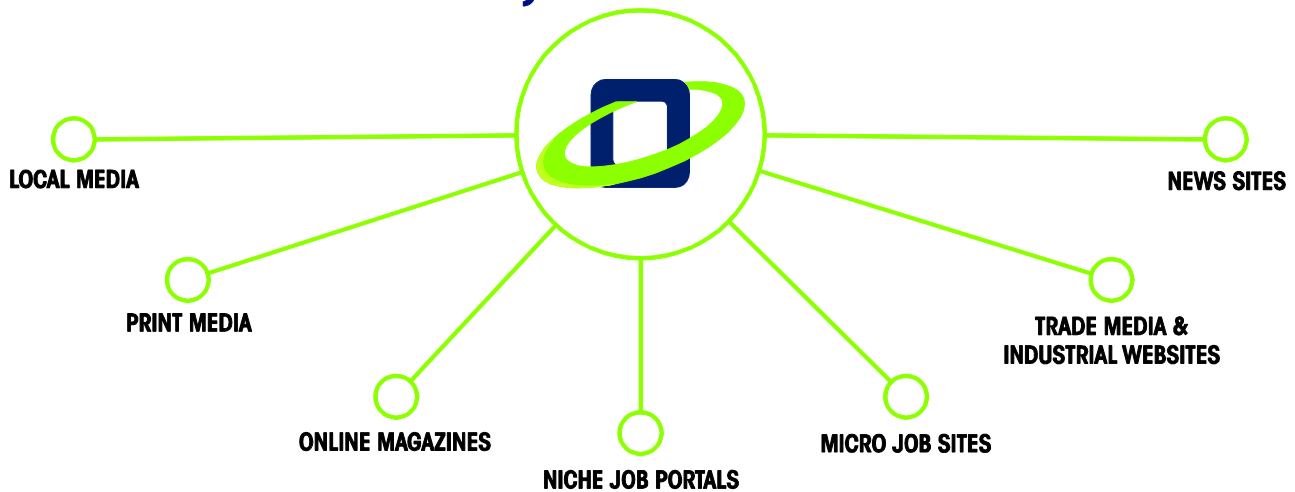 LOCAL MEDIA
NEWS SITES
PRINT MEDIA
TRADE MEDIA &
INDUSTRIAL WEBSITES
ONLINE MAGAZINES
MICRO JOB SITES
NICHE JOB PORTALS